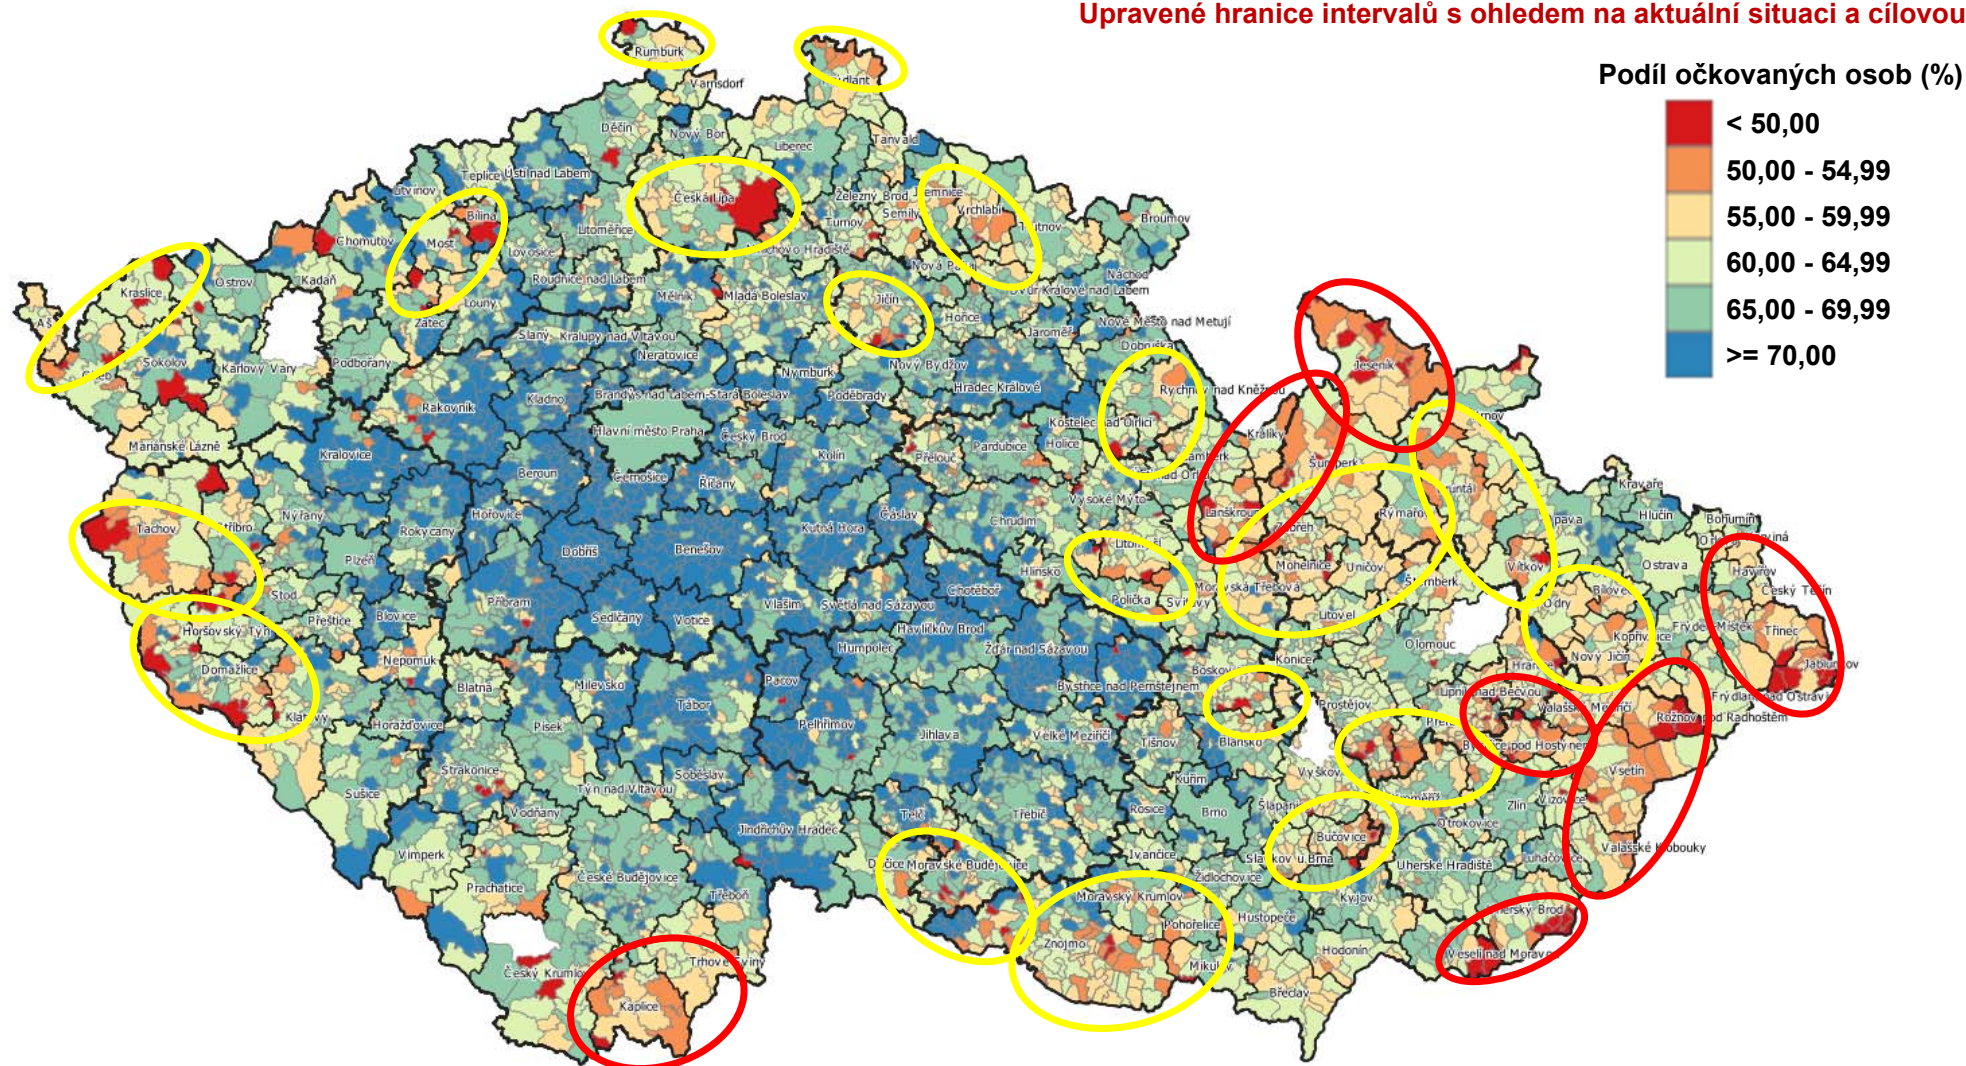 Upravené hranice intervalů s ohledem na aktuální situaci a cílovou
Podíl očkovaných osob (%)
< 50,00
50,00 - 54,99
55,00 - 59,99
60,00 - 64,99
65,00 - 69,99
>= 70,00
Rumburk
Varnsdorf
Děčín
Nový Bor
Liberec
Tanvald
Teplice
Ústí nad Labem
Litvínov
Česká Lípa
Železný Brod
Jilemnice
Semily
Vrchlabí
Turnov
Trutnov
Broumov
Bílina
Most
Litoměřice
Chomutov
Lovosice
Mnichovo Hradiště
Nová Paka
Náchod
Kraslice
Ostrov
Kadaň
Roudnice nad Labem
Mělník
Mladá Boleslav
Jičín
Dvůr Králové nad Labem
Louny
Žatec
Hořice
Jaroměř
Nové Město nad Metují
Slaný
Kralupy nad Vltavou
Neratovice
Dobruška
Sokolov
Karlovy Vary
Podbořany
Nymburk
Nový Bydžov
Hradec Králové
Rychnov nad Kněžnou
Jeseník
Cheb
Rakovník
Kladno
Brandýs nad Labem-Stará Boleslav
Poděbrady
Kostelec nad Orlicí
Hlavní město Praha
Český Brod
Pardubice
Holice
Králíky
Mariánské Lázně
Kralovice
Kolín
Přelouč
Šumperk
Beroun
Černošice
Říčany
Vysoké Mýto
Lanškroun
Bruntál
Kravaře
Tachov
Stříbro
Nýřany
Rokycany
Hořovice
Kutná Hora
Čáslav
Chrudim
Zábřeh
Rýmařov
Opava
Hlučín
Bohumín
Plzeň
Dobříš
Benešov
Hlinsko
Litomyšl
Mohelnice
Uničov
Šternberk
Vítkov
Ostrava
Havířov
Český Těšín
Stod
Příbram
Vlašim
Světlá nad Sázavou
Chotěboř
Polička
Svitavy
Moravská Třebová
Litovel
Odry
Bílovec
Horšovský Týn
Přeštice
Blovice
Sedlčany
Votice
Havlíčkův Brod
Kopřivnice
Frýdek-Místek
Třinec
Domažlice
Nepomuk
Humpolec
Žďár nad Sázavou
Olomouc
Nový Jičín
Jablunkov
Blatná
Milevsko
Pacov
Bystřice nad Pernštejnem
Boskovice
Konice
Hranice
Lipník nad Bečvou
Klatovy
Horažďovice
Písek
Tábor
Pelhřimov
Jihlava
Velké Meziříčí
Tišnov
Blansko
Prostějov
Valašské Meziříčí
Rožnov pod Radhoštěm
Bystřice pod Hostýnem
Strakonice
Soběslav
Kuřim
Vyškov
Vsetín
Sušice
Týn nad Vltavou
Vodňany
Telč
Třebíč
Rosice
Brno
Šlapanice
Zlín
Vizovice
Jindřichův Hradec
Bučovice
Otrokovice
Vimperk
Ivančice
Slavkov u Brna
Uherské Hradiště
Luhačovice
Valašské Klobouky
Dačice
Moravské Budějovice
Prachatice
České Budějovice
Třeboň
Židlochovice
Kyjov
Moravský Krumlov
Pohořelice
Hustopeče
Uherský Brod
Znojmo
Hodonín
Veselí nad Moravou
Český Krumlov
Trhové Sviny
Mikulov
Kaplice
Břeclav